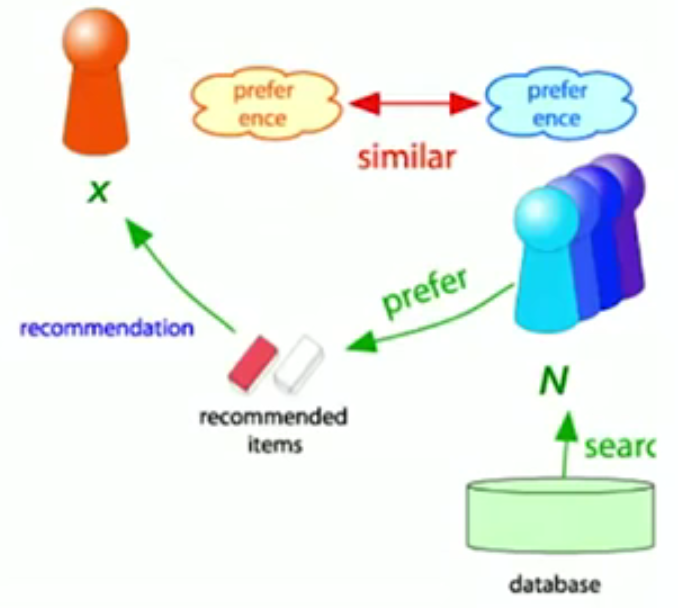 prefer
ence
prefer
ence
similar
x
prefer
recommendation
N
recommended
items
searc
database